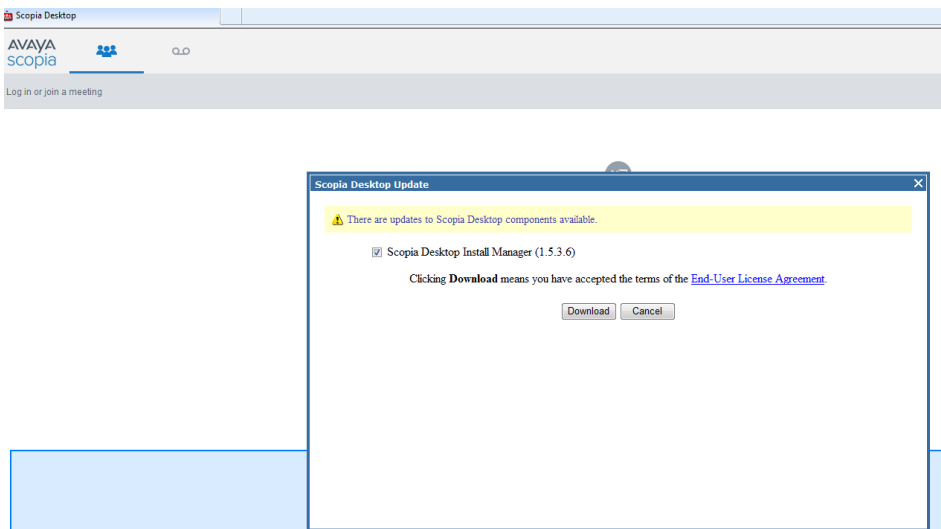 Scopia Desktop
AVAYA
scopia
Log in or join a meeting
Scopia Desktop Update
There are updates to Scopia Desktop components available.
Scopia Desktop Install Manager (1.5.3.6)
Clicking Download means you have accepted the terms of the End-User License Agreement.
Download Cancel